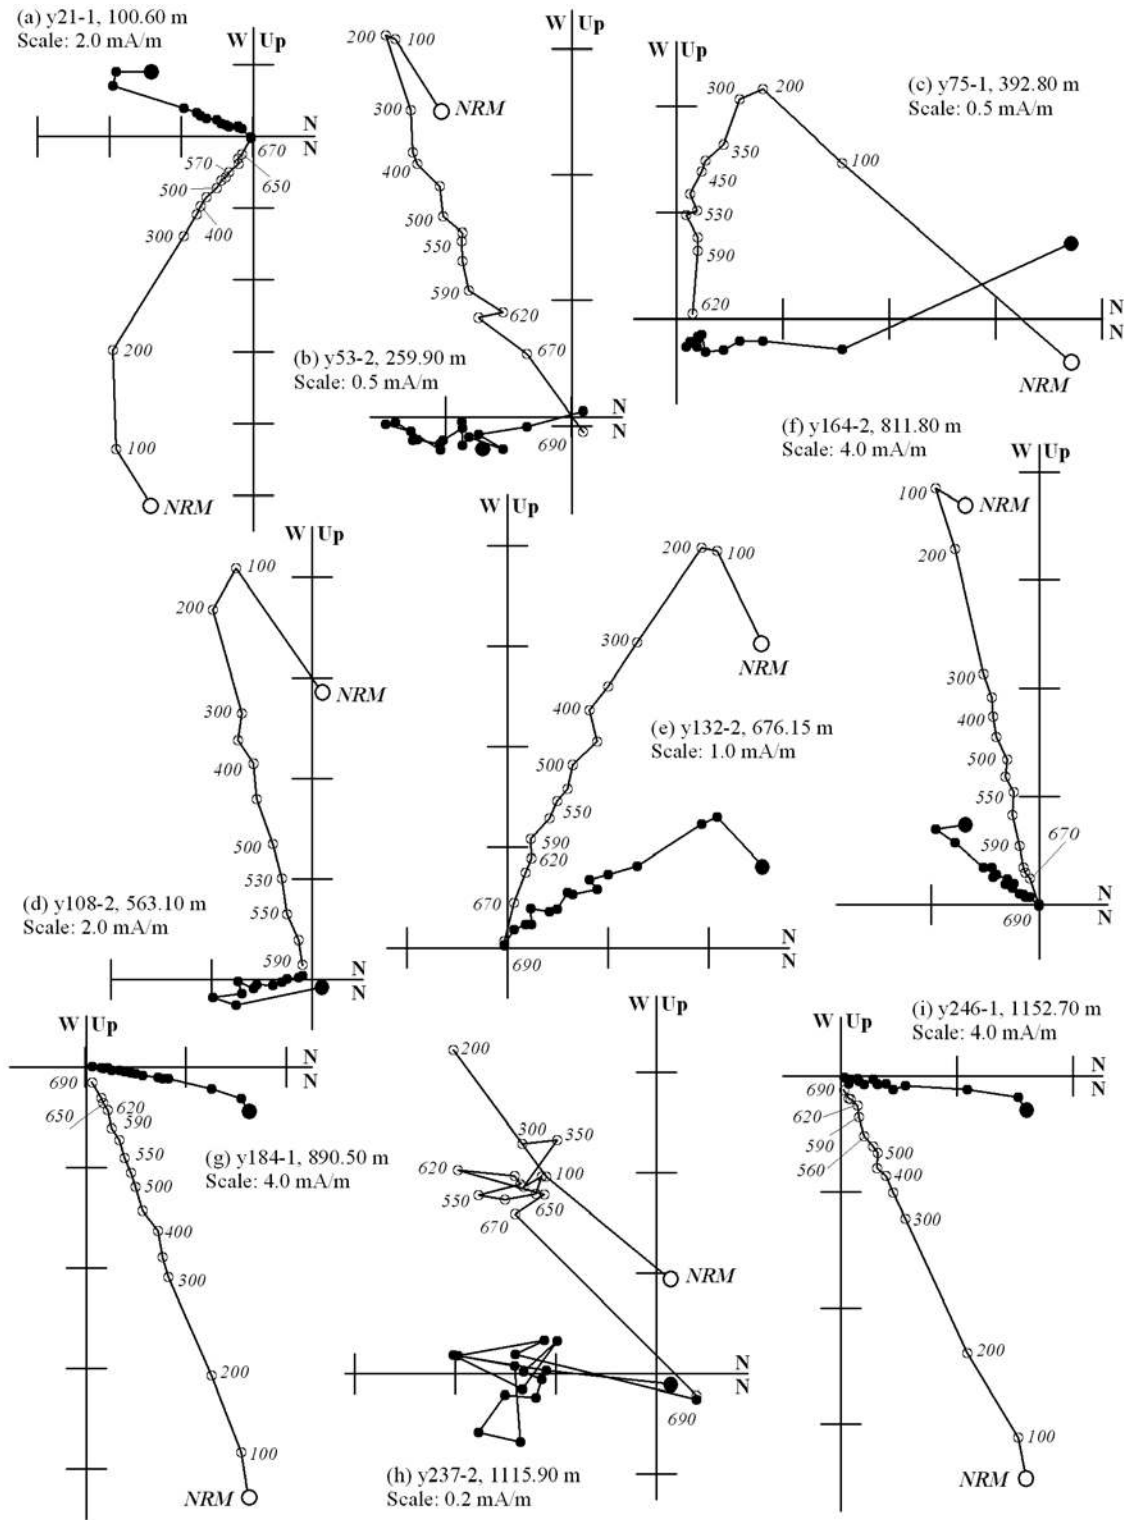 (a) y21-1, 100.60 m
Scale: 2.0 mA/m
W Up
N
N
670
570
650
500
400
300
200
100
NRM
200
100
W Up
NRM
300
400
500
550
590
620
670
(b) y53-2, 259.90 m
Scale: 0.5 mA/m
N
N
690
W Up
(c) y75-1, 392.80 m
Scale: 0.5 mA/m
300
200
350
100
450
530
590
620
N
N
NRM
W Up
100
200
NRM
300
400
500
530
550
590
(d) y108-2, 563.10 m
Scale: 2.0 mA/m
N
N
W Up
200
100
300
NRM
400
(e) y132-2, 676.15 m
Scale: 1.0 mA/m
500
550
590
620
670
N
N
690
(f) y164-2, 811.80 m
Scale: 4.0 mA/m
W Up
100
NRM
200
300
400
500
550
590
670
N
N
690
W Up
N
N
690
650
620
590
550
(g) y184-1, 890.50 m
Scale: 4.0 mA/m
500
400
300
200
100
NRM
W Up
200
300
350
620
100
550
650
670
NRM
N
N
690
(h) y237-2, 1115.90 m
Scale: 0.2 mA/m
W Up
(i) y246-1, 1152.70 m
Scale: 4.0 mA/m
N
N
690
620
590
500
560
400
300
200
100
NRM